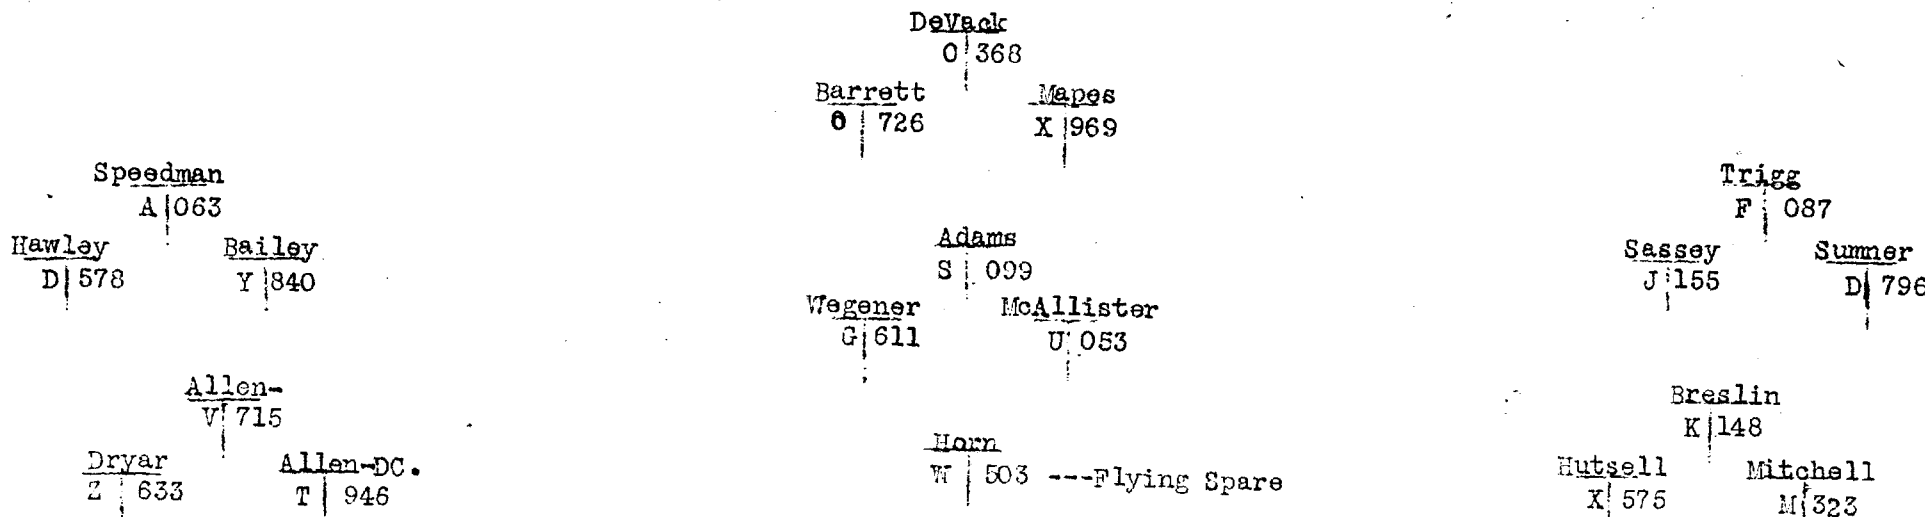 DeVack
O 368
Barrett Mapes
O 726 X 969
Speedman Trigg
A 063 F 087
Hawley Bailey Adams Sassey Sumner
D 578 Y 840 S 099 J 155 D 796
Wegener McAllister
G 611 U 053
Allen- Breslin
V 715 K 148
Dryar Allen-DC. Horn Hutsell Mitchell
Z 633 T 946 W 503 ---Flying Spare X 575 M 323